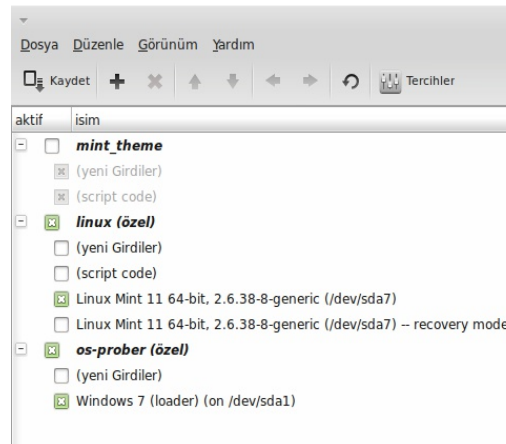 Dosya Düzenle Görünüm Yardım
Kaydet Tercihler
aktif isim
mint_theme
(yeni Girdiler)
(script code)
linux (özel)
(yeni Girdiler)
(script code)
Linux Mint 11 64-bit, 2.6.38-8-generic (/dev/sda7)
Linux Mint 11 64-bit, 2.6.38-8-generic (/dev/sda7) -- recovery mode
os-prober (özel)
(yeni Girdiler)
Windows 7 (loader) (on /dev/sda1)